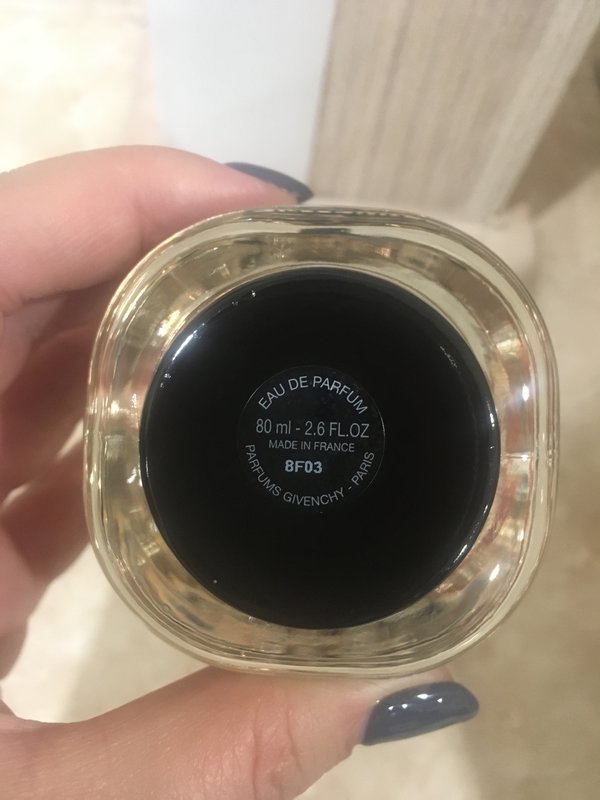 EAU DE PARFUM
80 ml - 2.6 FL.OZ
MADE IN FRANCE
8F03
PARFUMS GIVENCHY - PARIS